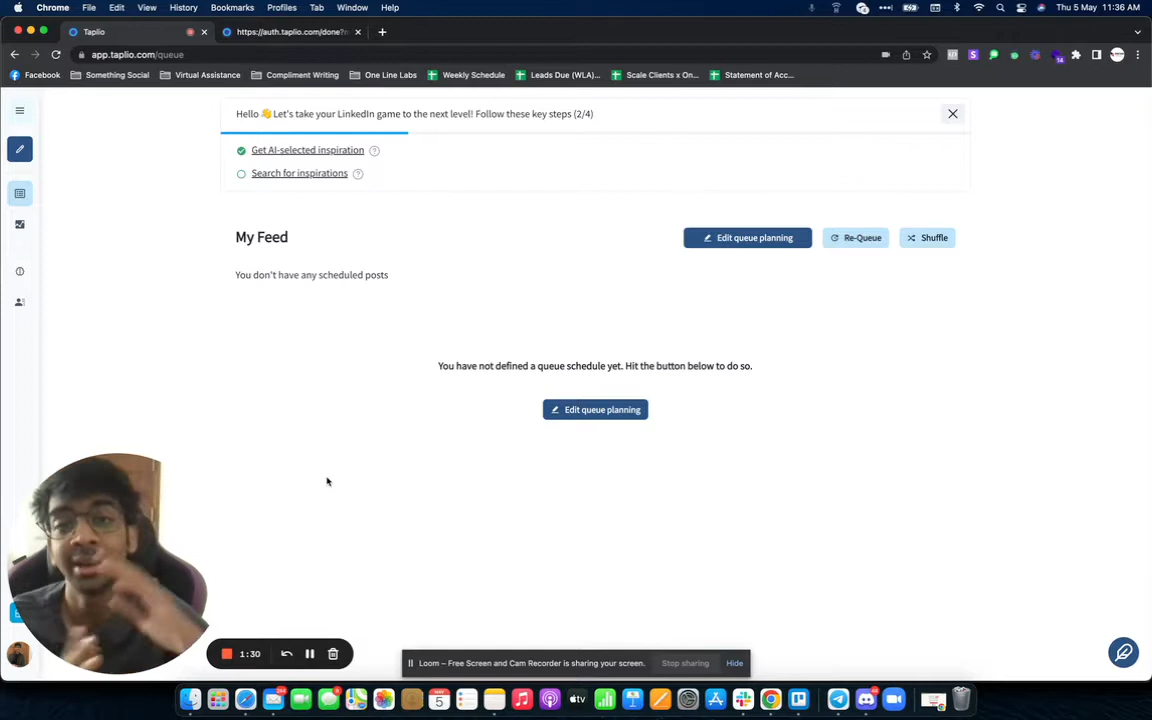 Chrome File Edit View History Bookmarks Profiles Tab Window Help Thu 5 May 11:36 AM
Taplio https://auth.taplio.com/done?
app.taplio.com/queue
Facebook Something Social Virtual Assistance Compliment Writing One Line Labs Weekly Schedule Leads Due (WLA)... Scale Clients x On... Statement of Acc...
Hello 👋 Let's take your LinkedIn game to the next level! Follow these key steps (2/4)
Get AI-selected inspiration
Search for inspirations
My Feed
Edit queue planning
Re-Queue
Shuffle
You don't have any scheduled posts
You have not defined a queue schedule yet. Hit the button below to do so.
Edit queue planning
1:30
Loom – Free Screen and Cam Recorder is sharing your screen. Stop sharing Hide
tv